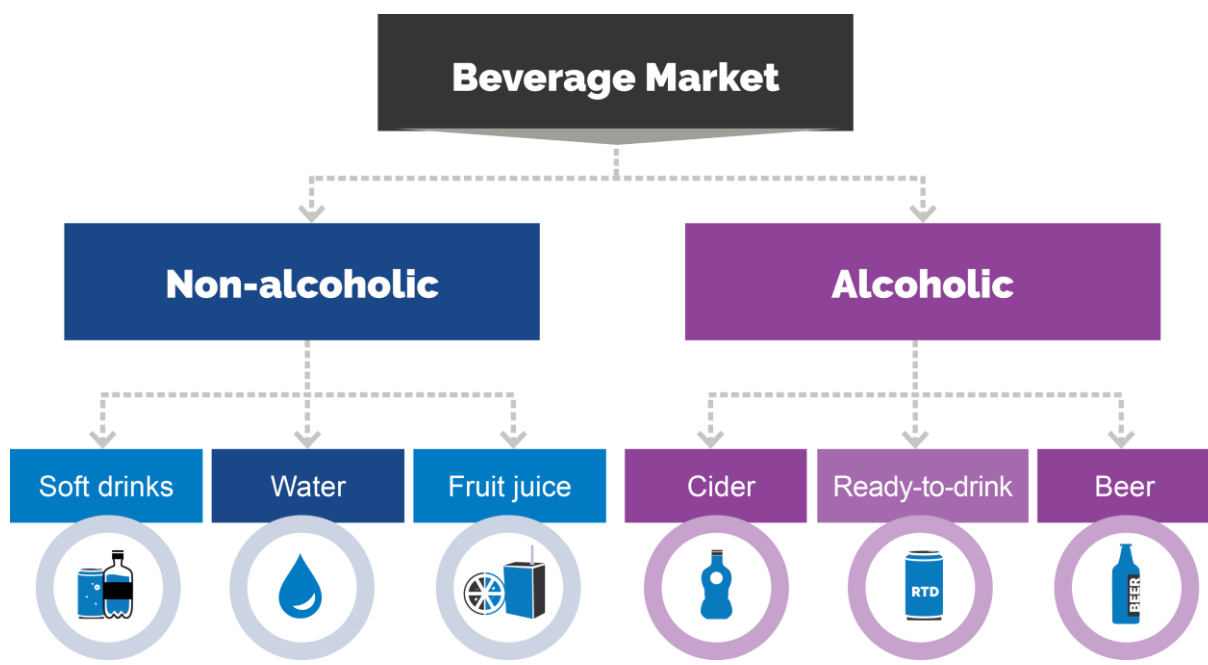 Beverage Market
Non-alcoholic
Alcoholic
Soft drinks
Water
Fruit juice
Cider
Ready-to-drink
Beer
RTD
BEER